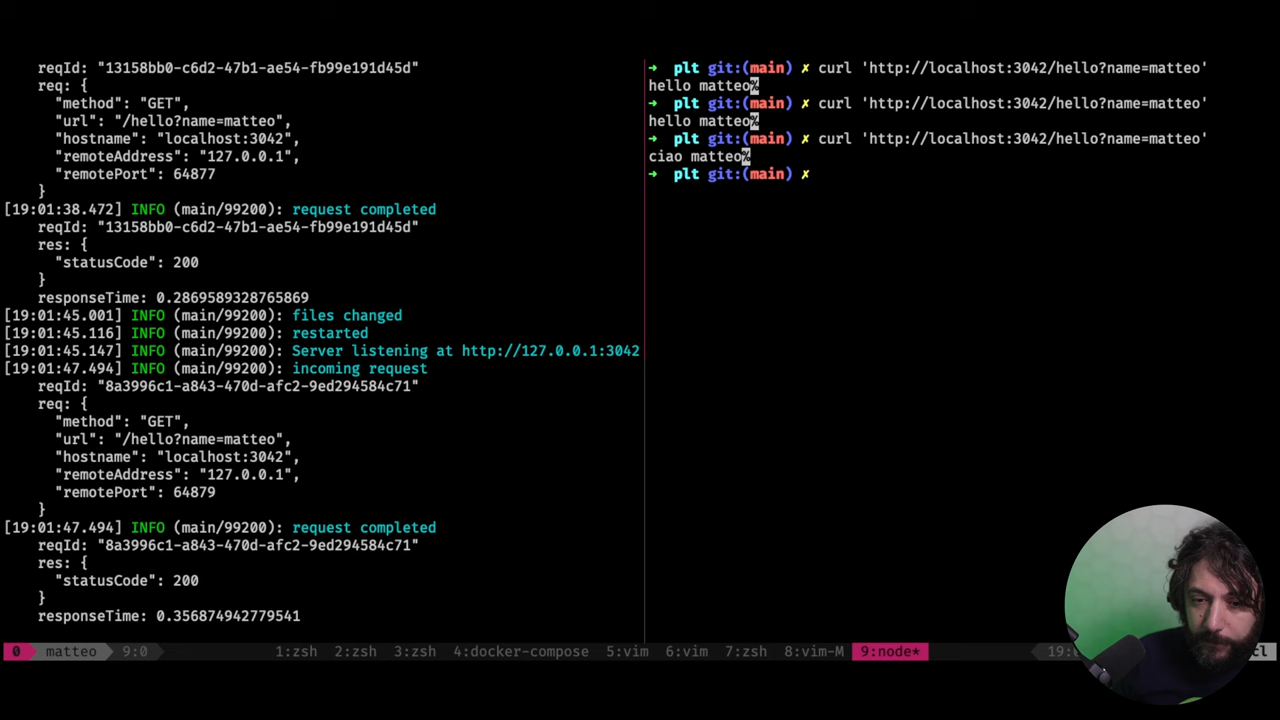 reqId: "13158bb0-c6d2-47b1-ae54-fb99e191d45d"
req: {
"method": "GET",
"url": "/hello?name=matteo",
"hostname": "localhost:3042",
"remoteAddress": "127.0.0.1",
"remotePort": 64877
}
[19:01:38.472] INFO (main/99200): request completed
reqId: "13158bb0-c6d2-47b1-ae54-fb99e191d45d"
res: {
"statusCode": 200
}
responseTime: 0.2869589328765869
[19:01:45.001] INFO (main/99200): files changed
[19:01:45.116] INFO (main/99200): restarted
[19:01:45.147] INFO (main/99200): Server listening at http://127.0.0.1:3042
[19:01:47.494] INFO (main/99200): incoming request
reqId: "8a3996c1-a843-470d-afc2-9ed294584c71"
req: {
"method": "GET",
"url": "/hello?name=matteo",
"hostname": "localhost:3042",
"remoteAddress": "127.0.0.1",
"remotePort": 64879
}
[19:01:47.494] INFO (main/99200): request completed
reqId: "8a3996c1-a843-470d-afc2-9ed294584c71"
res: {
"statusCode": 200
}
responseTime: 0.356874942779541
➜ plt git:(main) ✗ curl 'http://localhost:3042/hello?name=matteo'
hello matteo%
➜ plt git:(main) ✗ curl 'http://localhost:3042/hello?name=matteo'
hello matteo%
➜ plt git:(main) ✗ curl 'http://localhost:3042/hello?name=matteo'
ciao matteo%
➜ plt git:(main) ✗
0 matteo 9:0 1:zsh 2:zsh 3:zsh 4:docker-compose 5:vim 6:vim 7:zsh 8:vim-M 9:node*